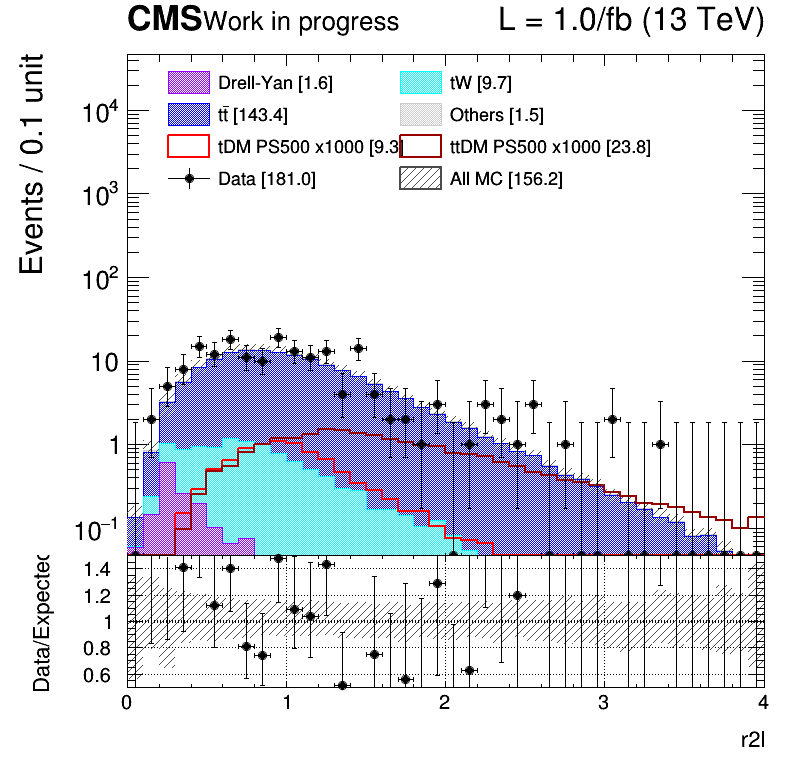 CMS Work in progress L = 1.0/fb (13 TeV)
Events / 0.1 unit
Drell-Yan [1.6] tW [9.7]
tt̄ [143.4] Others [1.5]
tDM PS500 x1000 [9.3 ttDM PS500 x1000 [23.8]
Data [181.0] All MC [156.2]
10⁴
10³
10²
10
1
10⁻¹
Data/Expected
1.4
1.2
1
0.8
0.6
0 1 2 3 4
r2l